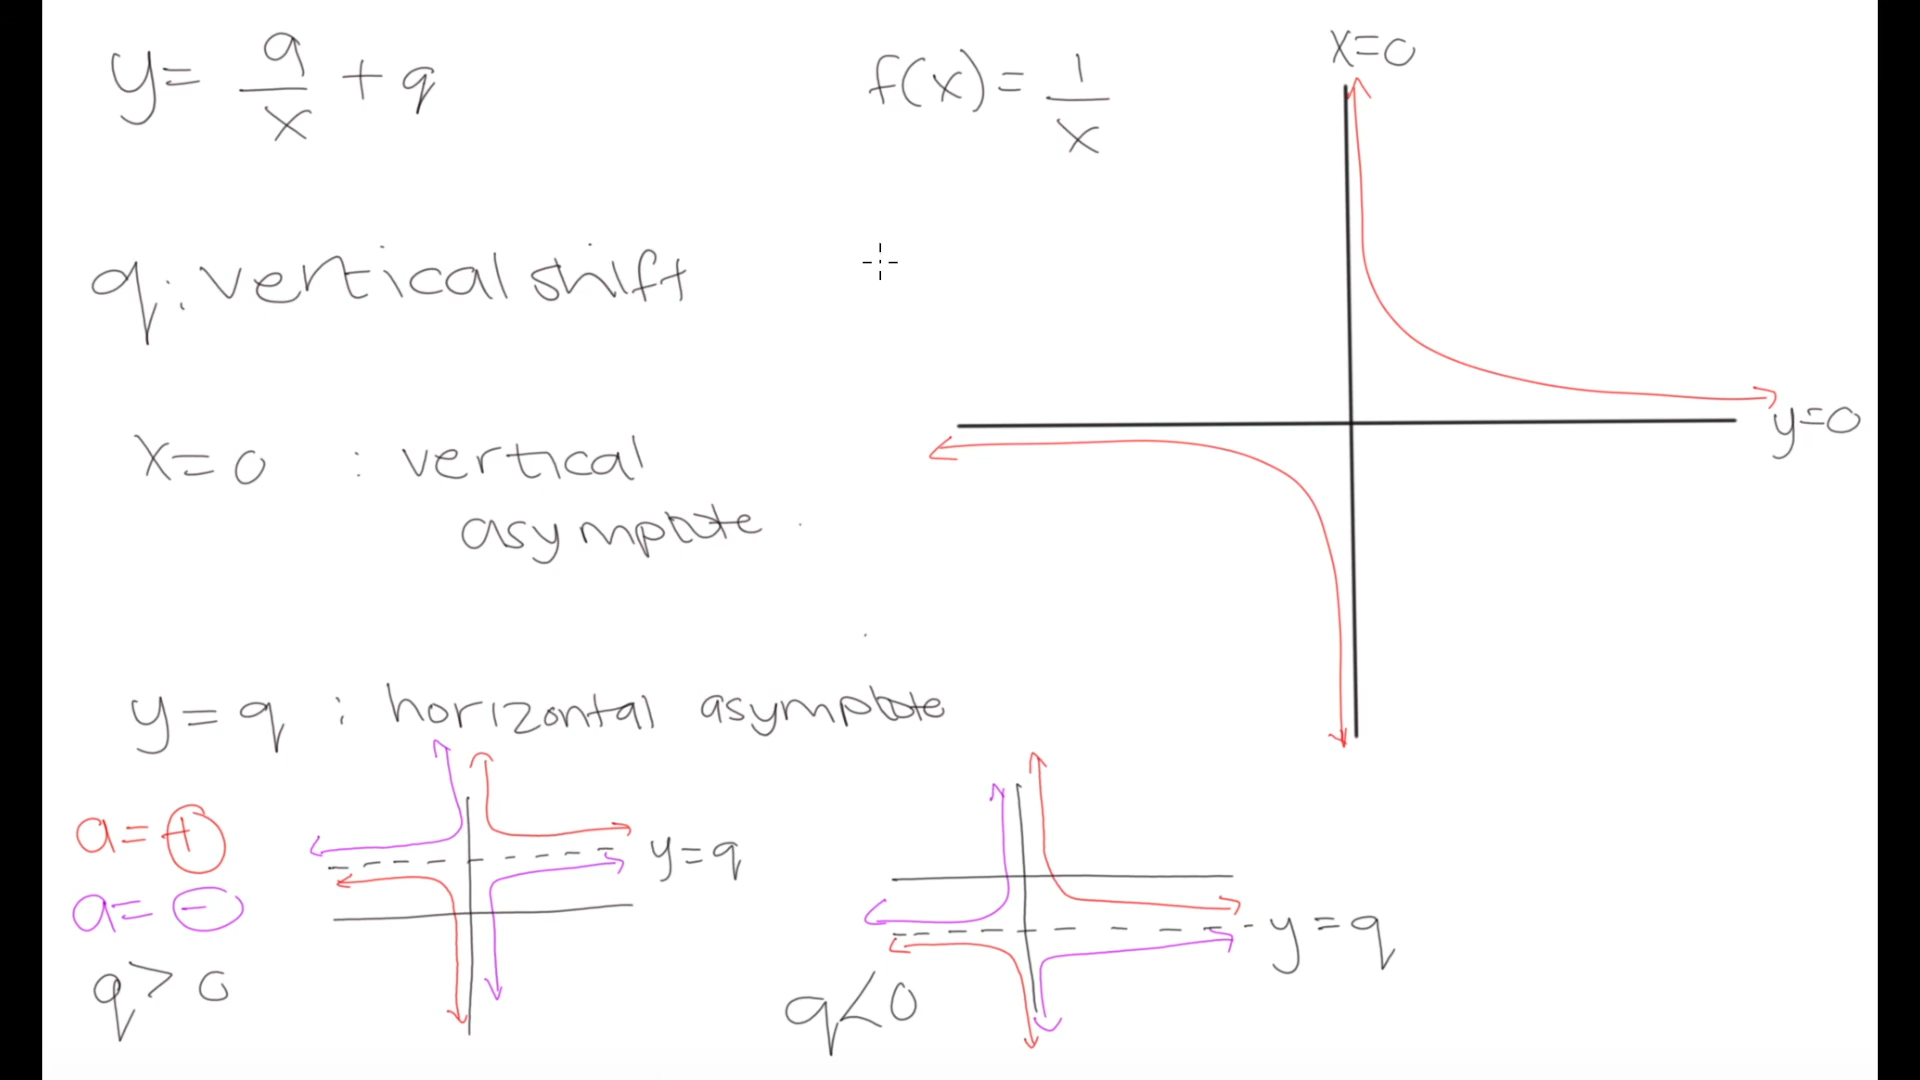 y = a/x + q
f(x) = 1/x
x=0
q: vertical shift
y=0
x=0 : vertical
asymptote
y=q : horizontal asymptote
a=+
a=-
q>0
y=q
q<0
y=q